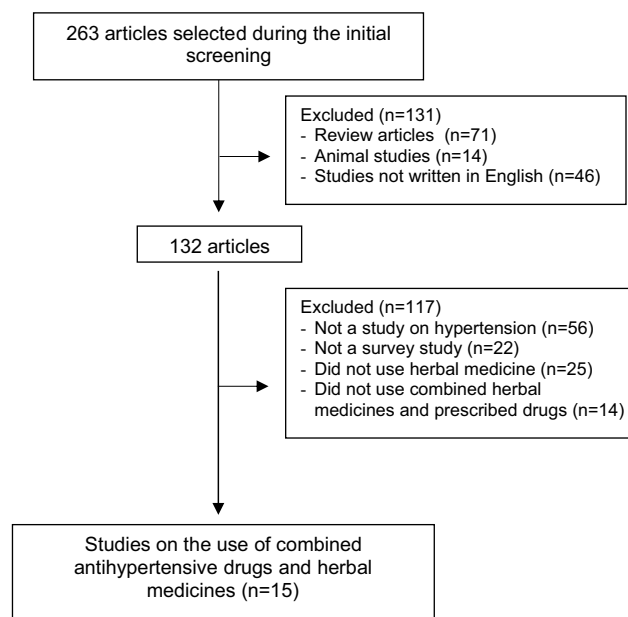 263 articles selected during the initial
screening
Excluded (n=131)
- Review articles (n=71)
- Animal studies (n=14)
- Studies not written in English (n=46)
132 articles
Excluded (n=117)
- Not a study on hypertension (n=56)
- Not a survey study (n=22)
- Did not use herbal medicine (n=25)
- Did not use combined herbal
medicines and prescribed drugs (n=14)
Studies on the use of combined
antihypertensive drugs and herbal
medicines (n=15)